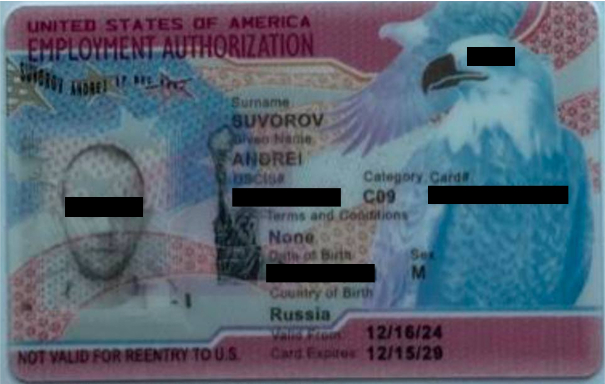 UNITED STATES OF AMERICA
EMPLOYMENT AUTHORIZATION
SUVOROV ANDREI
Surname
SUVOROV
Given Name
ANDREI
USCIS#
Category Card#
C09
Terms and Conditions
None
Date of Birth Sex
M
Country of Birth
Russia
Valid From: 12/16/24
Card Expires: 12/15/29
NOT VALID FOR REENTRY TO U.S.